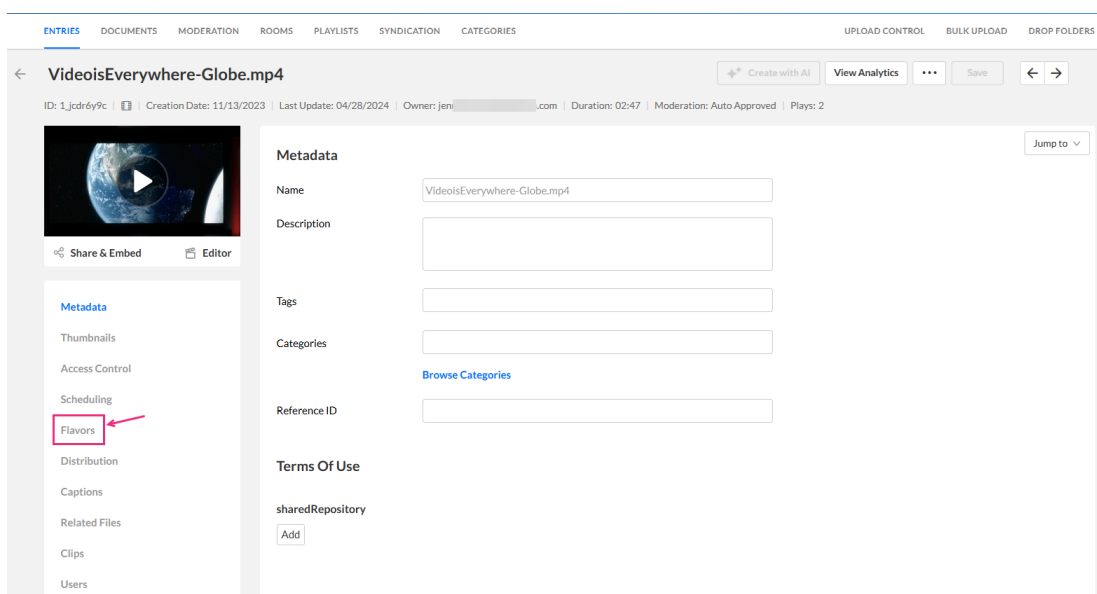 ENTRIES DOCUMENTS MODERATION ROOMS PLAYLISTS SYNDICATION CATEGORIES UPLOAD CONTROL BULK UPLOAD DROP FOLDERS
VideoisEverywhere-Globe.mp4 Create with AI View Analytics ••• Save
ID: 1_jcdr6y9c | Creation Date: 11/13/2023 | Last Update: 04/28/2024 | Owner: jen .com | Duration: 02:47 | Moderation: Auto Approved | Plays: 2
Jump to
Share & Embed Editor
Metadata
Thumbnails
Access Control
Scheduling
Flavors
Distribution
Captions
Related Files
Clips
Users
Metadata
Name VideoisEverywhere-Globe.mp4
Description
Tags
Categories
Browse Categories
Reference ID
Terms Of Use
sharedRepository
Add